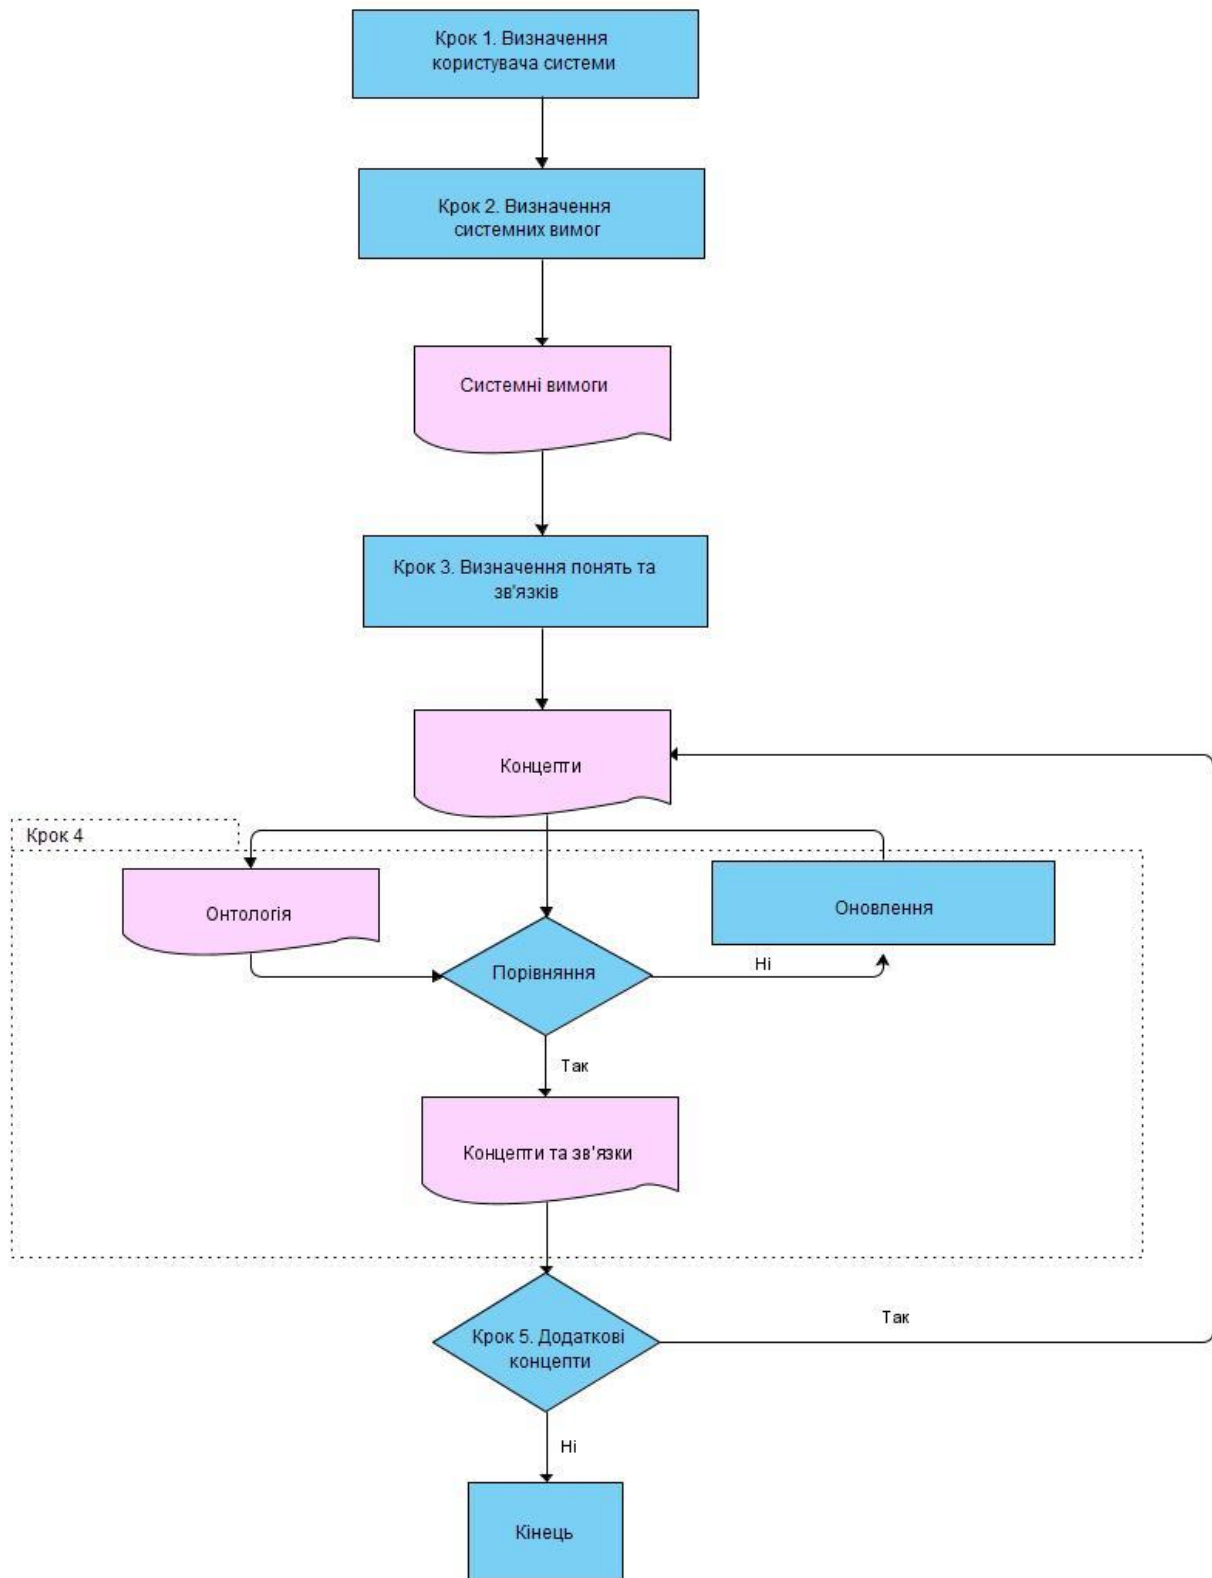 Крок 1. Визначення
користувача системи
Крок 2. Визначення
системних вимог
Системні вимоги
Крок 3. Визначення понять та
зв'язків
Концепти
Крок 4
Онтологія
Оновлення
Порівняння
Ні
Так
Концепти та зв'язки
Крок 5. Додаткові
концепти
Так
Ні
Кінець